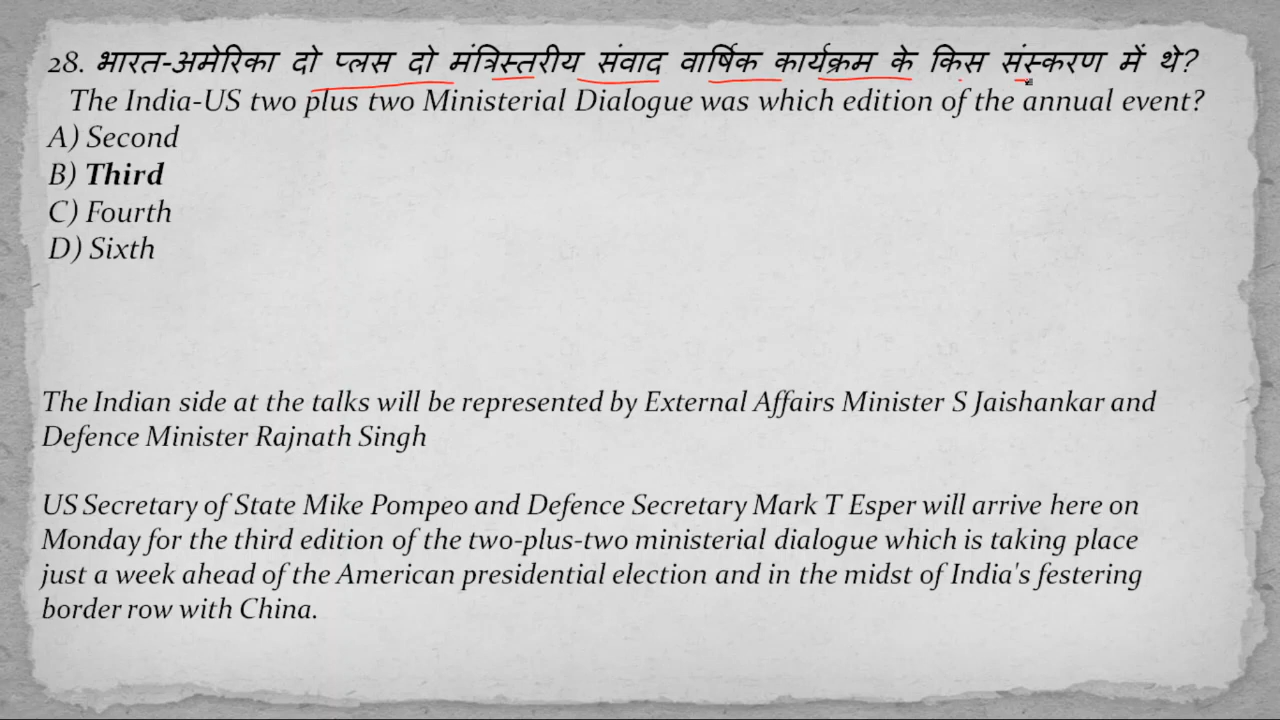 28. भारत-अमेरिका दो प्लस दो मंत्रिस्तरीय संवाद वार्षिक कार्यक्रम के किस संस्करण में थे?
The India-US two plus two Ministerial Dialogue was which edition of the annual event?
A) Second
B) Third
C) Fourth
D) Sixth
The Indian side at the talks will be represented by External Affairs Minister S Jaishankar and
Defence Minister Rajnath Singh
US Secretary of State Mike Pompeo and Defence Secretary Mark T Esper will arrive here on
Monday for the third edition of the two-plus-two ministerial dialogue which is taking place
just a week ahead of the American presidential election and in the midst of India's festering
border row with China.